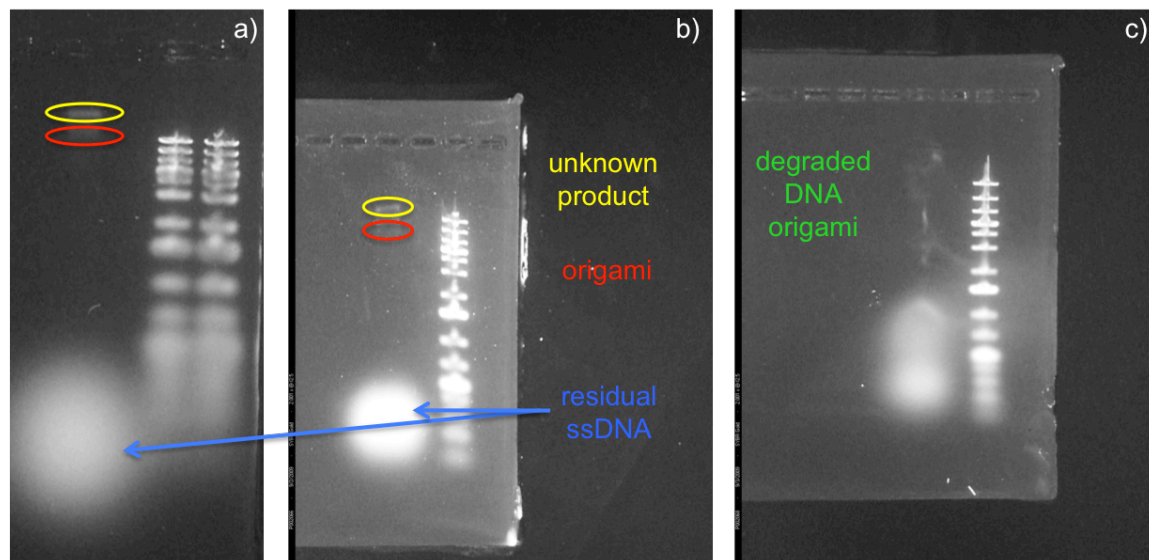 a)
b)
c)
unknown
product
origami
residual
ssDNA
degraded
DNA
origami